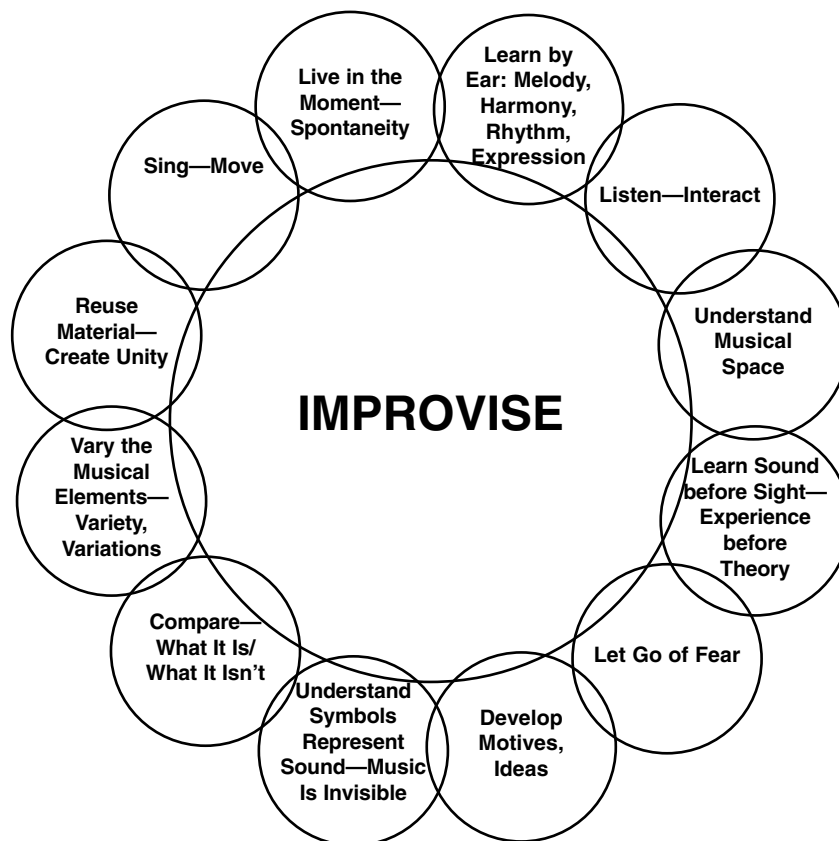 Live in the
Moment—
Spontaneity
Learn by
Ear: Melody,
Harmony,
Rhythm,
Expression
Listen—Interact
Understand
Musical
Space
Learn Sound
before Sight—
Experience
before
Theory
Let Go of Fear
Develop
Motives,
Ideas
Understand
Symbols
Represent
Sound—Music
Is Invisible
Compare—
What It Is/
What It Isn’t
Vary the
Musical
Elements—
Variety,
Variations
Reuse
Material—
Create Unity
Sing—Move
IMPROVISE